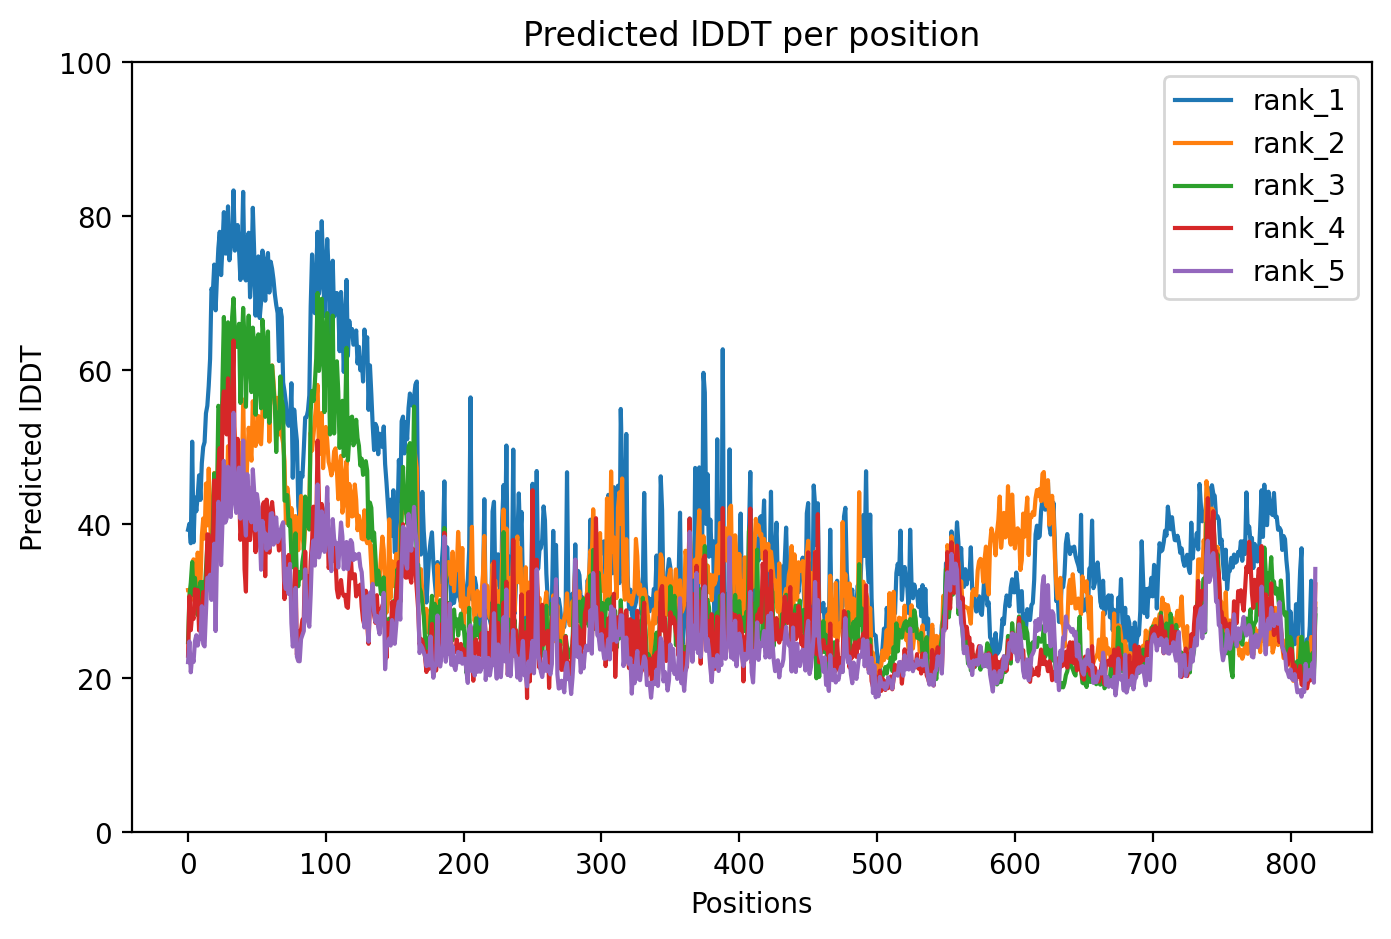 Predicted lDDT per position
100
80
60
40
20
0
Predicted lDDT
0 100 200 300 400 500 600 700 800
Positions
rank_1
rank_2
rank_3
rank_4
rank_5